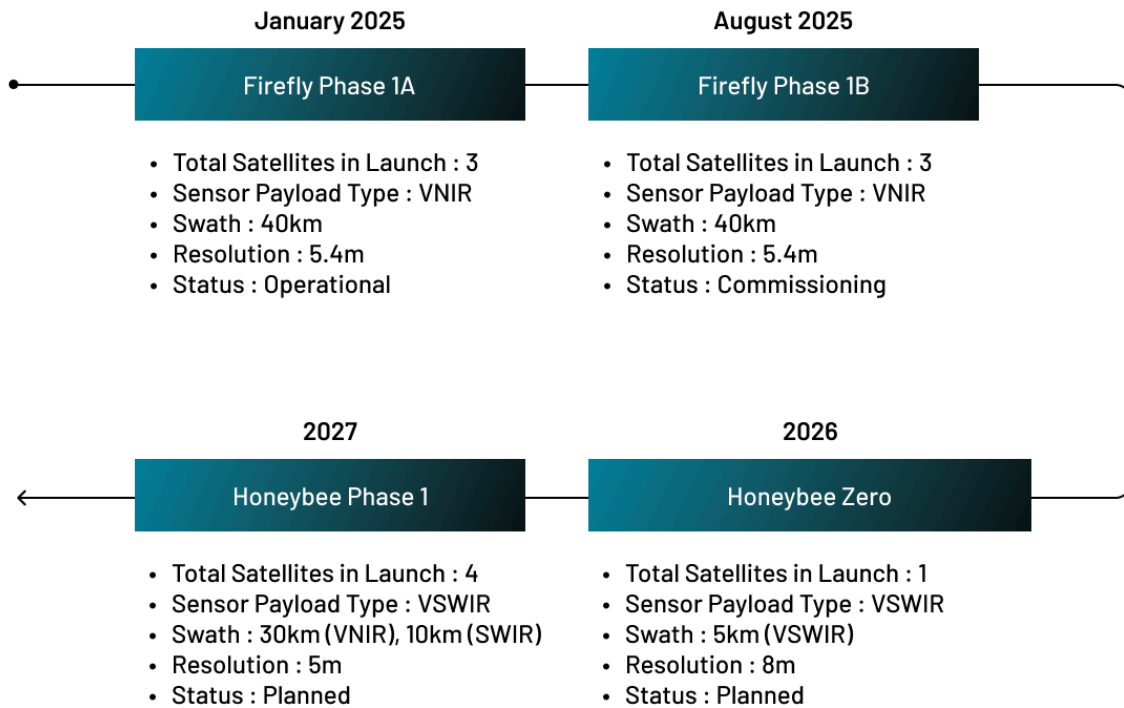 January 2025
Firefly Phase 1A
• Total Satellites in Launch : 3
• Sensor Payload Type : VNIR
• Swath : 40km
• Resolution : 5.4m
• Status : Operational
August 2025
Firefly Phase 1B
• Total Satellites in Launch : 3
• Sensor Payload Type : VNIR
• Swath : 40km
• Resolution : 5.4m
• Status : Commissioning
2026
Honeybee Zero
• Total Satellites in Launch : 1
• Sensor Payload Type : VSWIR
• Swath : 5km (VSWIR)
• Resolution : 8m
• Status : Planned
2027
Honeybee Phase 1
• Total Satellites in Launch : 4
• Sensor Payload Type : VSWIR
• Swath : 30km (VNIR), 10km (SWIR)
• Resolution : 5m
• Status : Planned